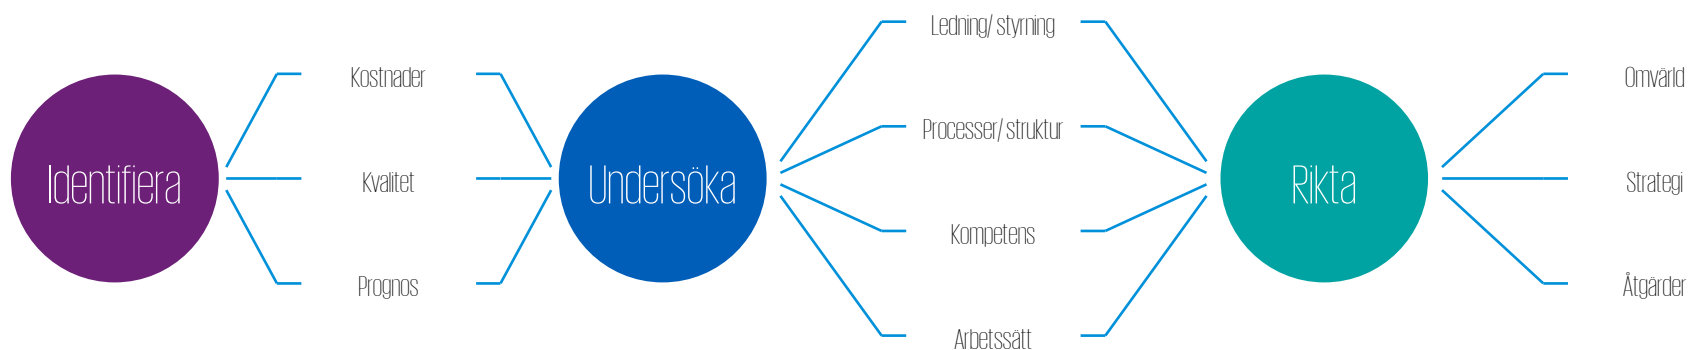 Identifiera
Kostnader
Kvalitet
Prognos
Undersöka
Ledning/ styrning
Processer/ struktur
Kompetens
Arbetssätt
Rikta
Omvärld
Strategi
Åtgärder